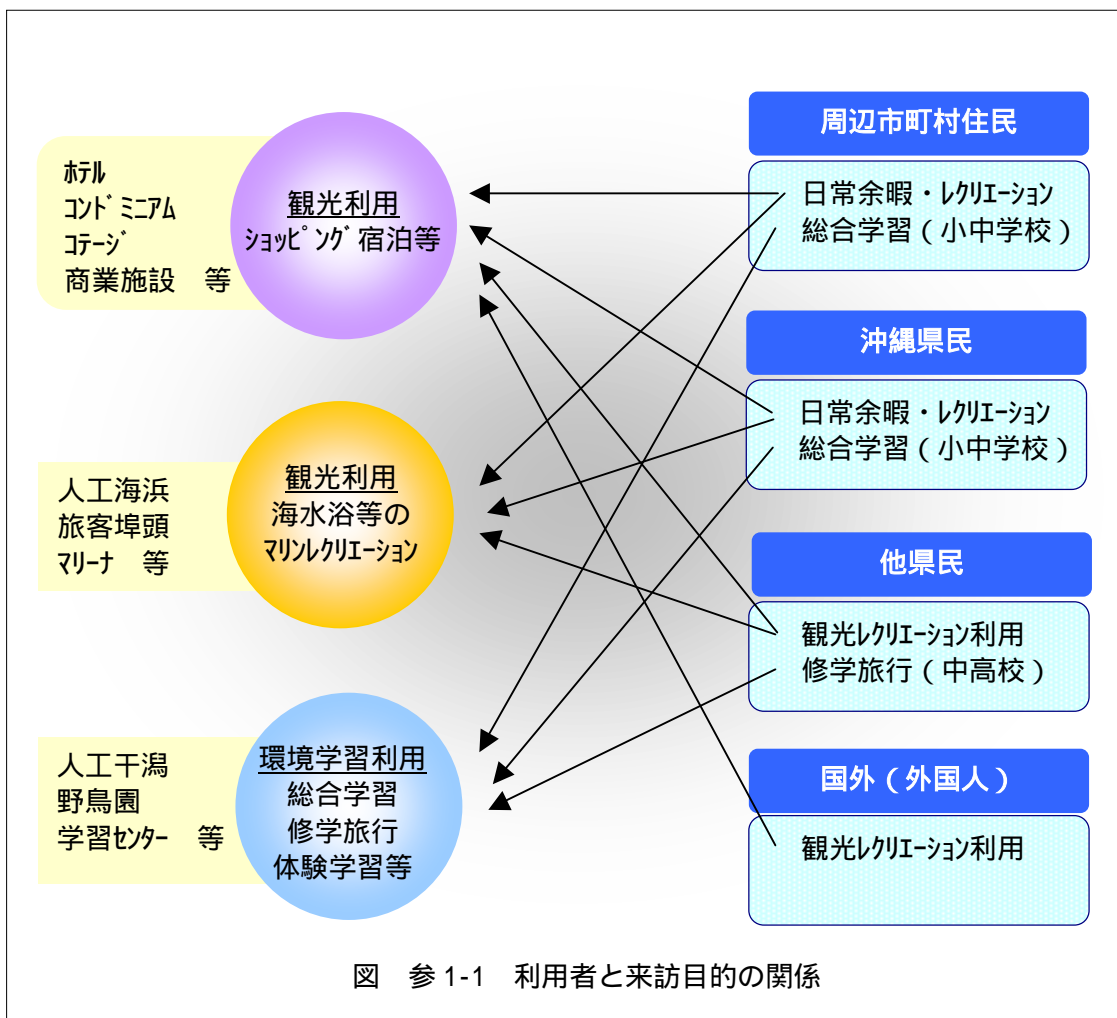 ﾎﾃﾙ
ｺﾝﾄﾞﾐﾆｱﾑ
ｺﾃｰｼﾞ
商業施設　等
観光利用
ｼｮｯﾋﾟﾝｸﾞ宿泊等
人工海浜
旅客埠頭
ﾏﾘｰﾅ　等
観光利用
海水浴等の
ﾏﾘﾝﾚｸﾘｴｰｼｮﾝ
人工干潟
野鳥園
学習ｾﾝﾀｰ　等
環境学習利用
総合学習
修学旅行
体験学習等
周辺市町村住民
日常余暇・ﾚｸﾘｴｰｼｮﾝ
総合学習（小中学校）
沖縄県民
日常余暇・ﾚｸﾘｴｰｼｮﾝ
総合学習（小中学校）
他県民
観光ﾚｸﾘｴｰｼｮﾝ利用
修学旅行（中高校）
国外（外国人）
観光ﾚｸﾘｴｰｼｮﾝ利用
図　参1-1　利用者と来訪目的の関係